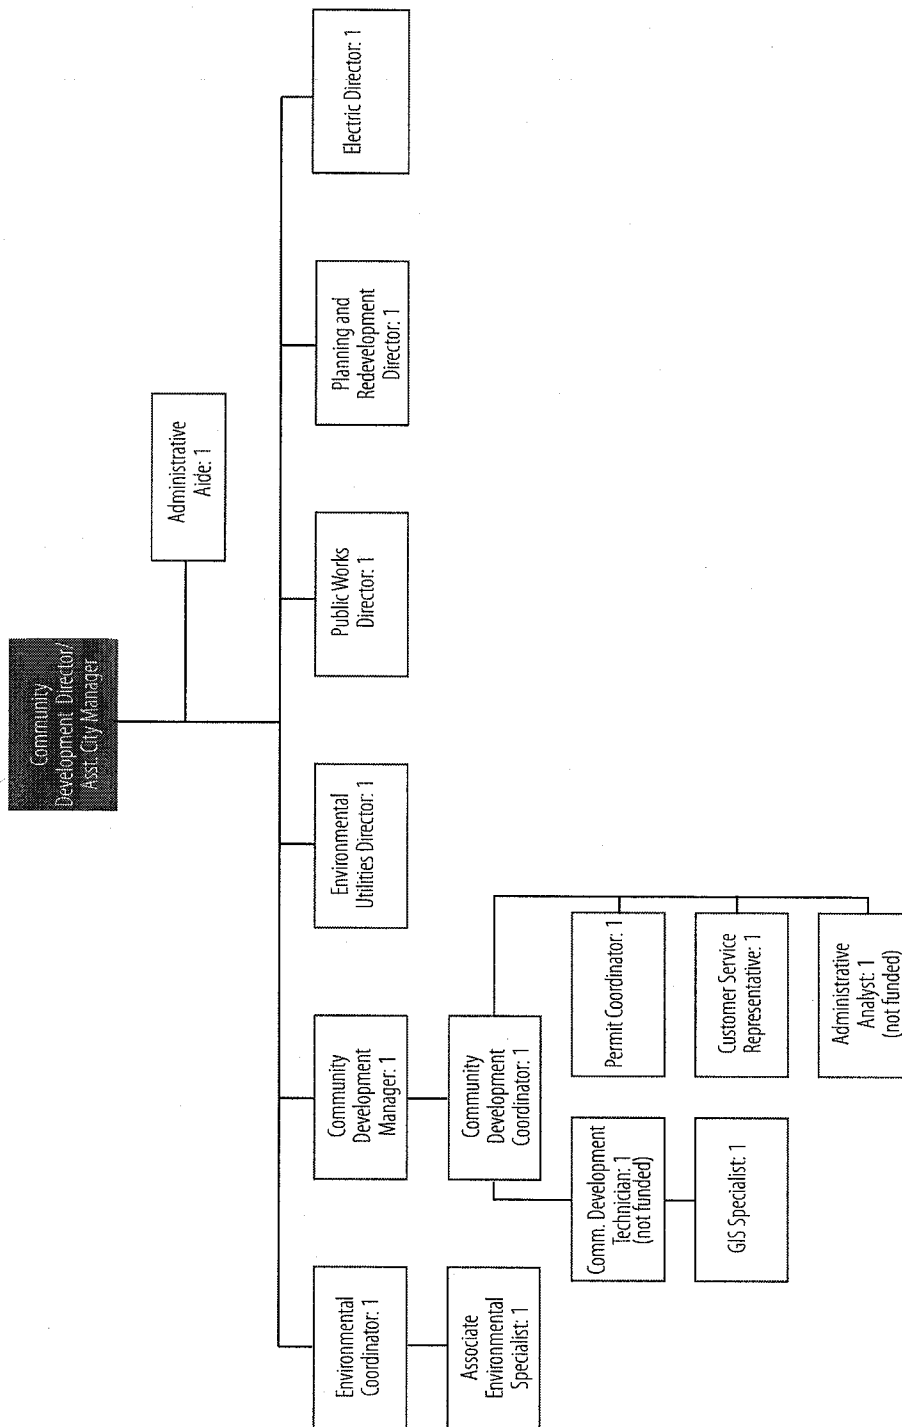 Community
Development Director/
Asst. City Manager
Administrative
Aide: 1
Environmental
Coordinator: 1
Community
Development
Manager: 1
Environmental
Utilities Director: 1
Public Works
Director: 1
Planning and
Redevelopment
Director: 1
Electric Director: 1
Associate
Environmental
Specialist: 1
Community
Development
Coordinator: 1
Comm. Development
Technician: 1
(not funded)
Permit Coordinator: 1
GIS Specialist: 1
Customer Service
Representative: 1
Administrative
Analyst: 1
(not funded)